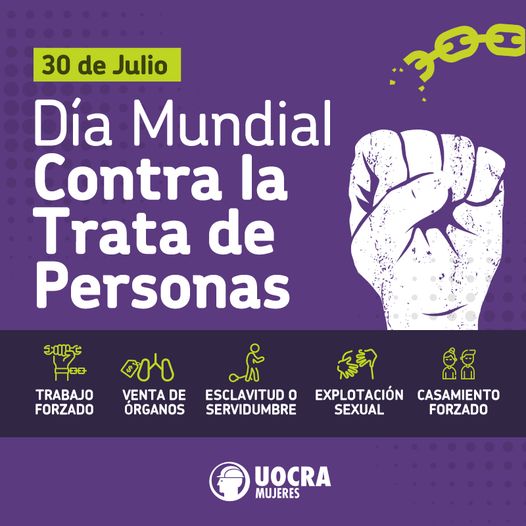 30 de Julio
Día Mundial
Contra la
Trata de
Personas
TRABAJO
FORZADO
VENTA DE
ÓRGANOS
ESCLAVITUD O
SERVIDUMBRE
EXPLOTACIÓN
SEXUAL
CASAMIENTO
FORZADO
UOCRA
MUJERES